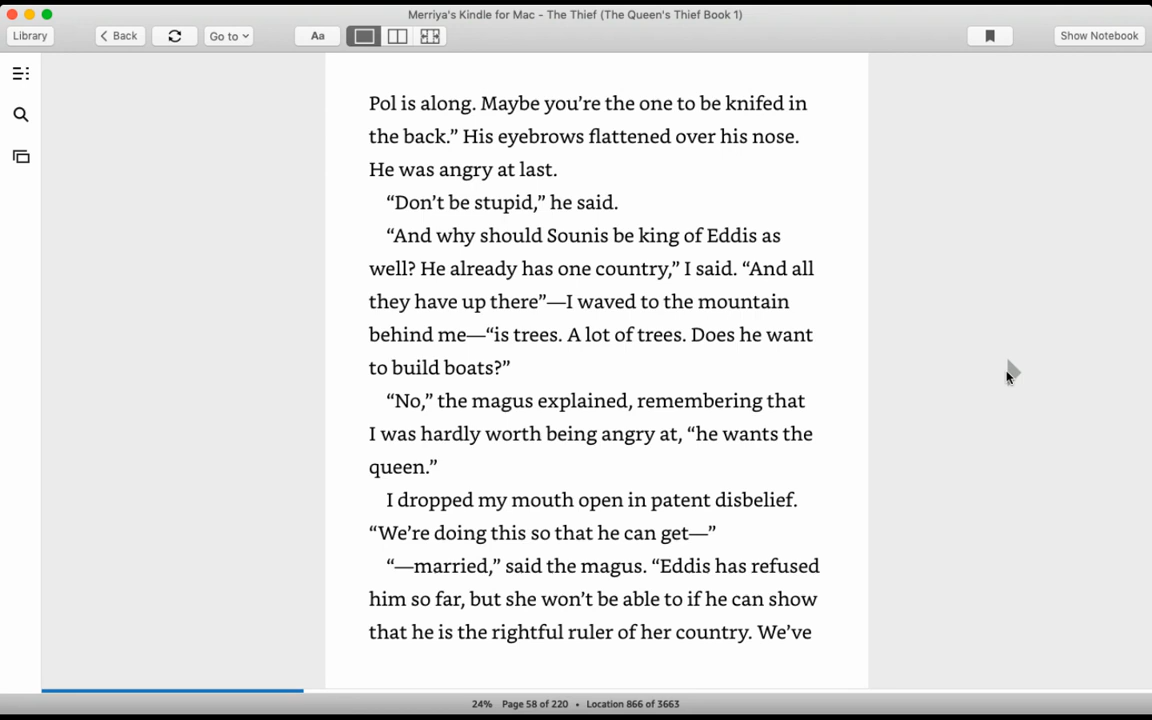 Merriya's Kindle for Mac - The Thief (The Queen's Thief Book 1)
Library
Back
Go to
Aa
Show Notebook
Pol is along. Maybe you’re the one to be knifed in
the back.” His eyebrows flattened over his nose.
He was angry at last.
“Don’t be stupid,” he said.
“And why should Sounis be king of Eddis as
well? He already has one country,” I said. “And all
they have up there”—I waved to the mountain
behind me—“is trees. A lot of trees. Does he want
to build boats?”
“No,” the magus explained, remembering that
I was hardly worth being angry at, “he wants the
queen.”
I dropped my mouth open in patent disbelief.
“We’re doing this so that he can get—”
“—married,” said the magus. “Eddis has refused
him so far, but she won’t be able to if he can show
that he is the rightful ruler of her country. We’ve
24% Page 58 of 220 • Location 866 of 3663